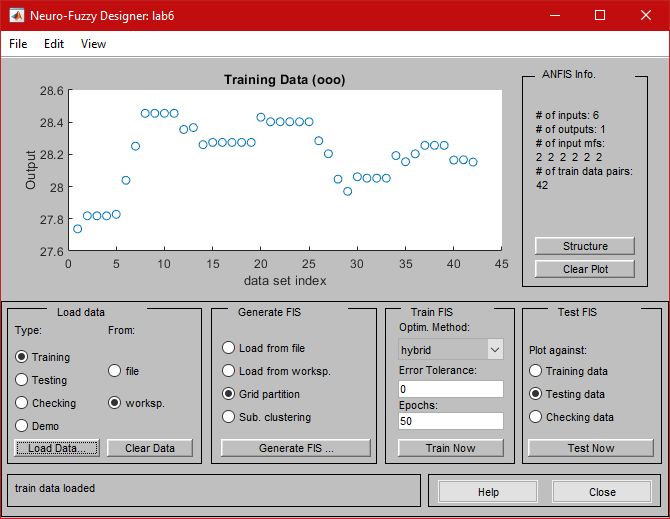 Neuro-Fuzzy Designer: lab6
File Edit View
Training Data (ooo)
28.6
28.4
28.2
28
27.8
27.6
Output
0 5 10 15 20 25 30 35 40 45
data set index
ANFIS Info.
# of inputs: 6
# of outputs: 1
# of input mfs:
2 2 2 2 2 2
# of train data pairs:
42
Structure
Clear Plot
Load data
Type: From:
Training
file
Testing
Checking
worksp.
Demo
Load Data... Clear Data
Generate FIS
Load from file
Load from worksp.
Grid partition
Sub. clustering
Generate FIS ...
Train FIS
Optim. Method:
hybrid
Error Tolerance:
0
Epochs:
50
Train Now
Test FIS
Plot against:
Training data
Testing data
Checking data
Test Now
train data loaded
Help Close